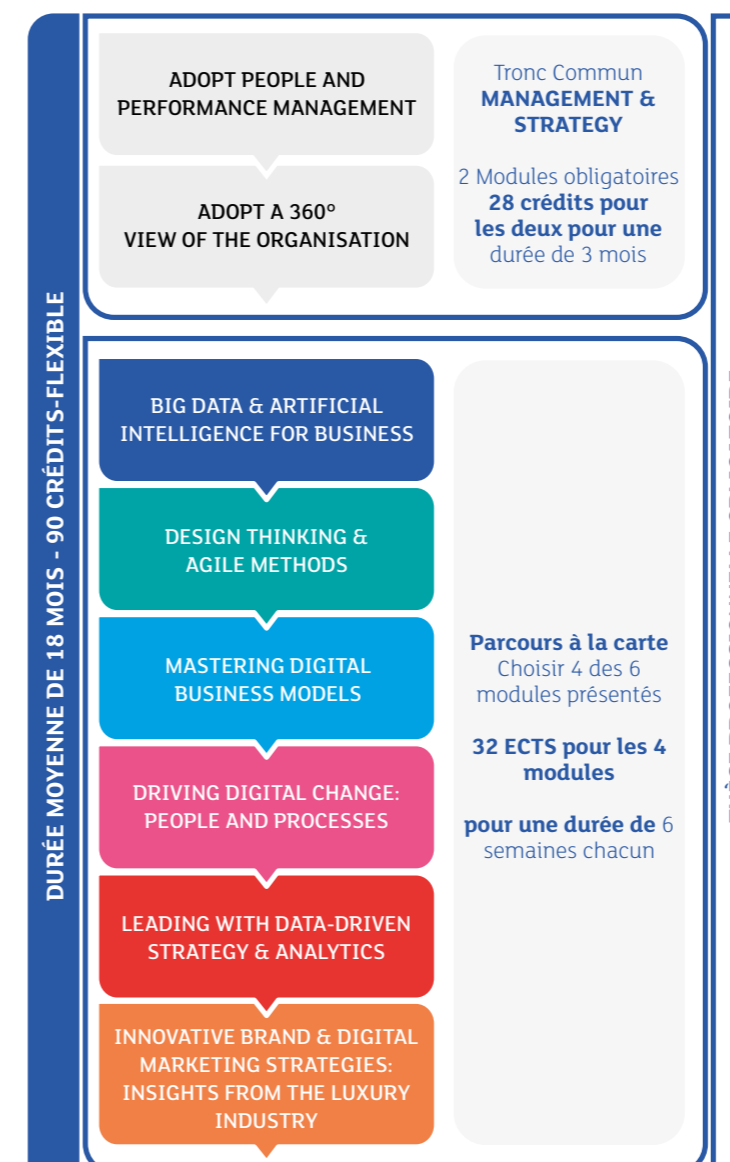 DURÉE MOYENNE DE 18 MOIS - 90 CRÉDITS-FLEXIBLE
ADOPT PEOPLE AND
PERFORMANCE MANAGEMENT
ADOPT A 360°
VIEW OF THE ORGANISATION
Tronc Commun
MANAGEMENT &
STRATEGY
2 Modules obligatoires
28 crédits pour
les deux pour une
durée de 3 mois
BIG DATA & ARTIFICIAL
INTELLIGENCE FOR BUSINESS
DESIGN THINKING &
AGILE METHODS
MASTERING DIGITAL
BUSINESS MODELS
DRIVING DIGITAL CHANGE:
PEOPLE AND PROCESSES
LEADING WITH DATA-DRIVEN
STRATEGY & ANALYTICS
INNOVATIVE BRAND & DIGITAL
MARKETING STRATEGIES:
INSIGHTS FROM THE LUXURY
INDUSTRY
Parcours à la carte
Choisir 4 des 6
modules présentés
32 ECTS pour les 4
modules
pour une durée de 6
semaines chacun